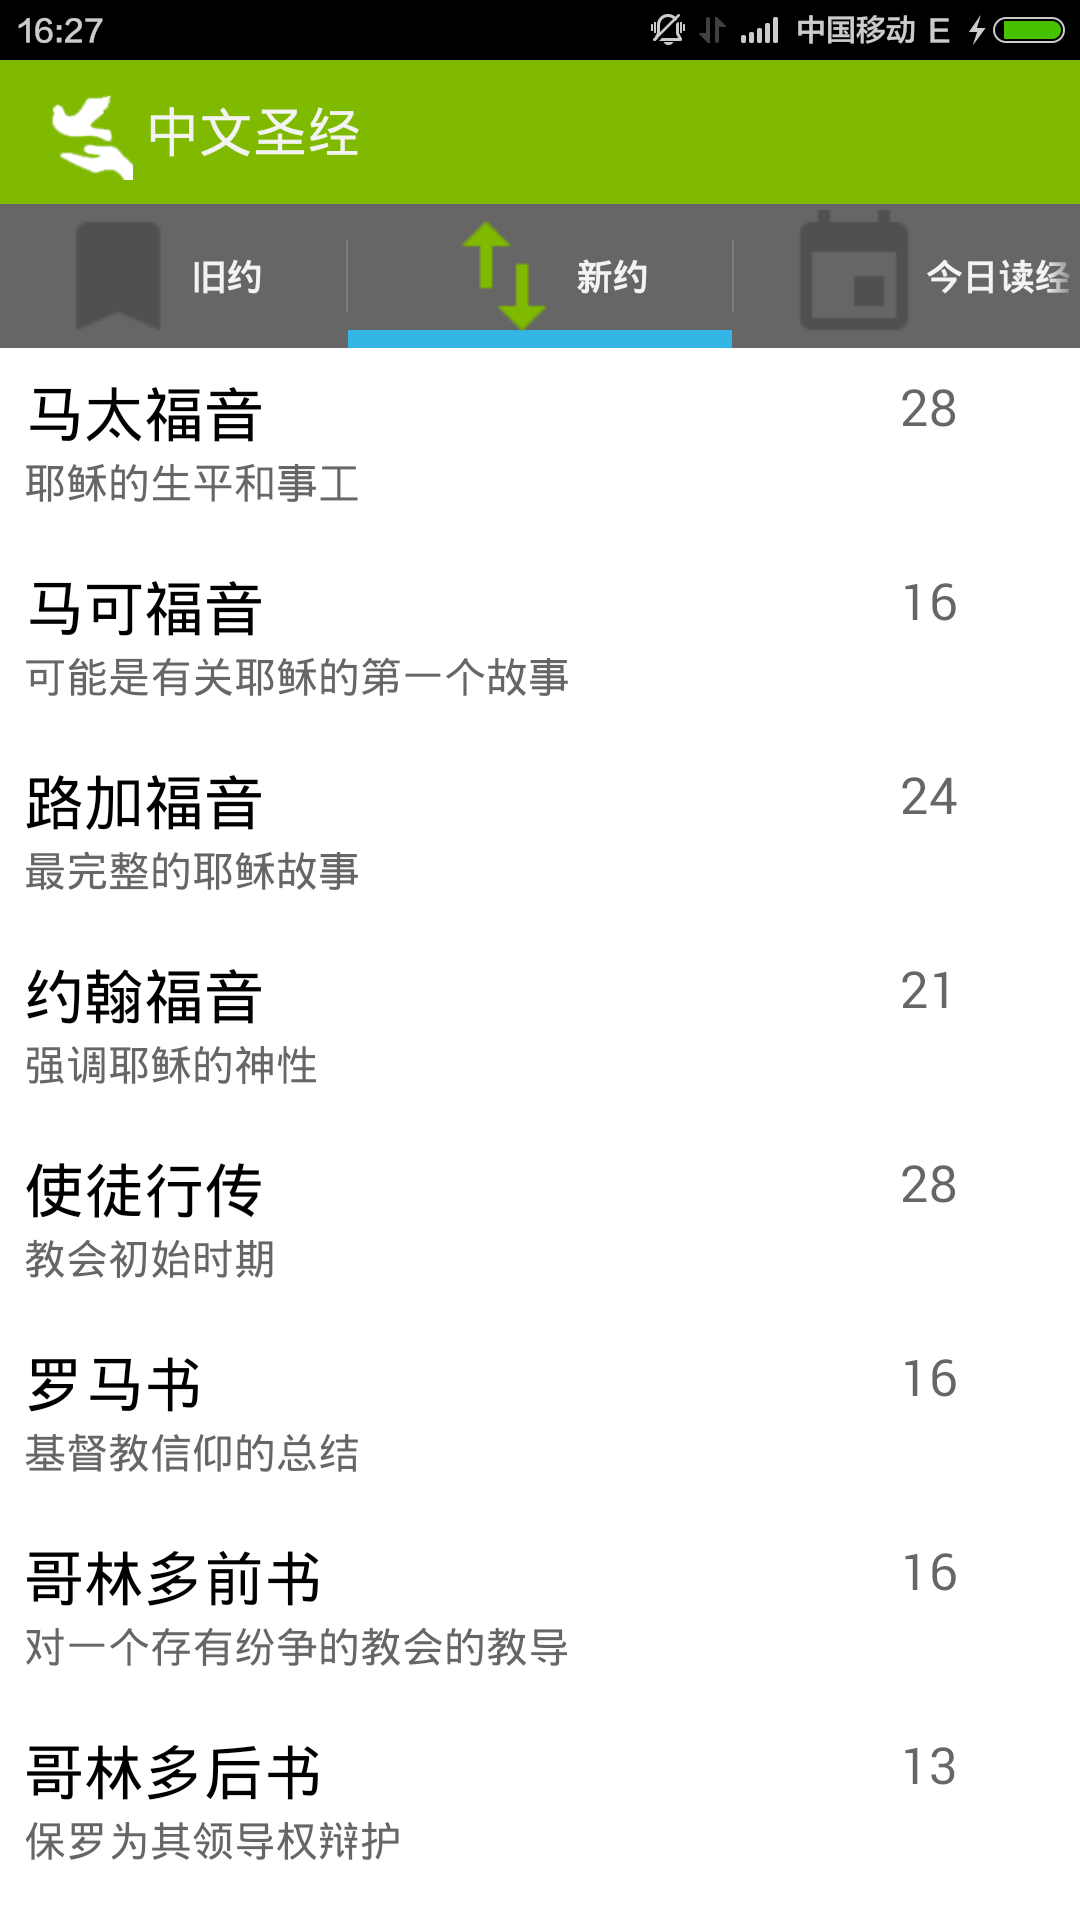 16:27 中国移动 E
中文圣经
旧约 新约 今日读经
马太福音 28
耶稣的生平和事工
马可福音 16
可能是有关耶稣的第一个故事
路加福音 24
最完整的耶稣故事
约翰福音 21
强调耶稣的神性
使徒行传 28
教会初始时期
罗马书 16
基督教信仰的总结
哥林多前书 16
对一个存有纷争的教会的教导
哥林多后书 13
保罗为其领导权辩护